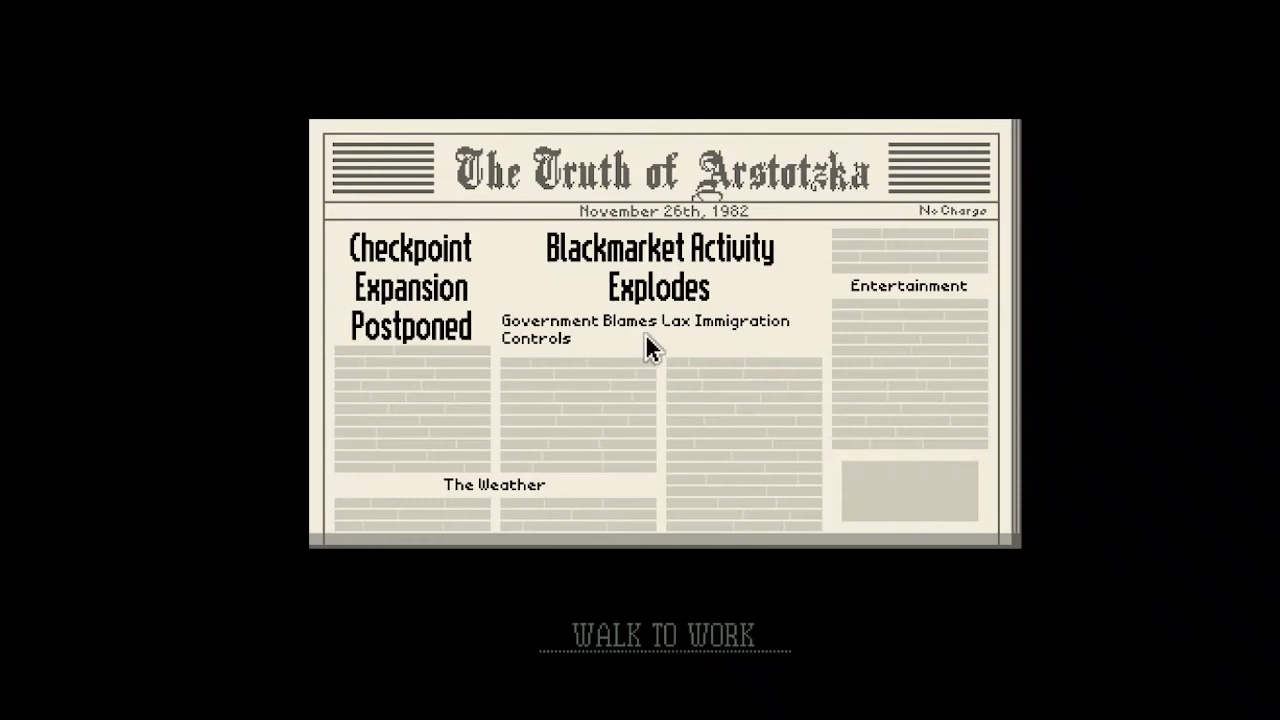 The Truth of Arstotzka
November 26th, 1982
No Charge
Checkpoint
Expansion
Postponed
Blackmarket Activity
Explodes
Government Blames Lax Immigration
Controls
Entertainment
The Weather
WALK TO WORK